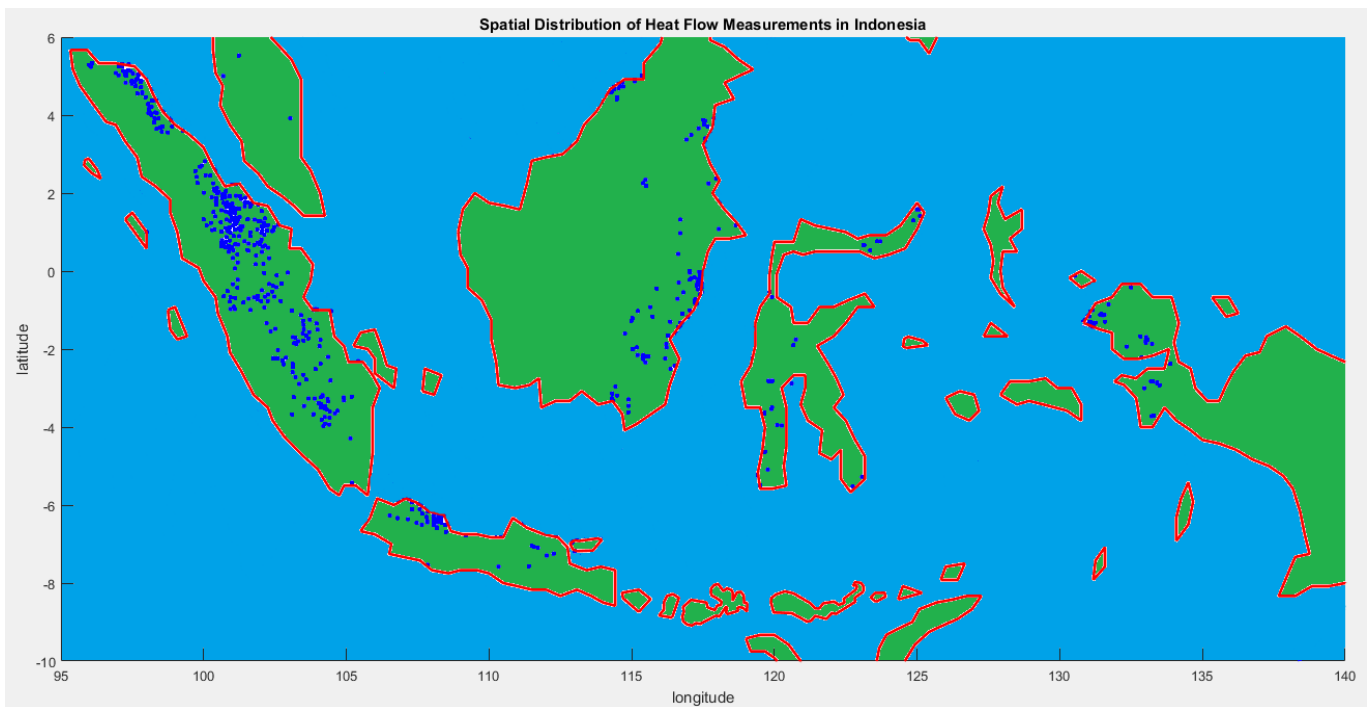 Spatial Distribution of Heat Flow Measurements in Indonesia
6
4
2
0
-2
-4
-6
-8
-10
latitude
95 100 105 110 115 120 125 130 135 140
longitude